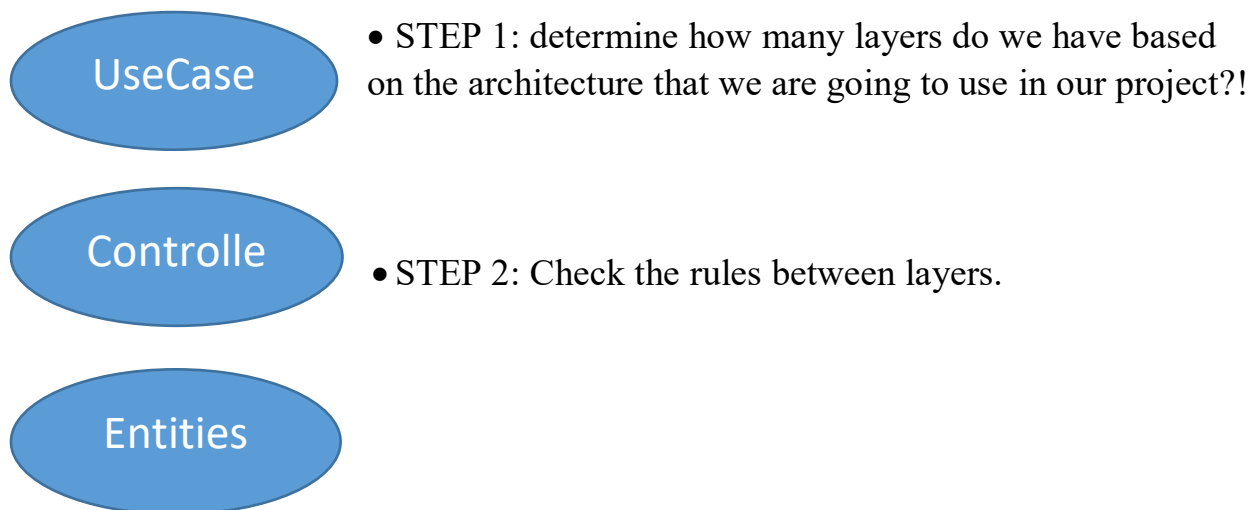 UseCase
• STEP 1: determine how many layers do we have based
on the architecture that we are going to use in our project?!
Controlle
• STEP 2: Check the rules between layers.
Entities